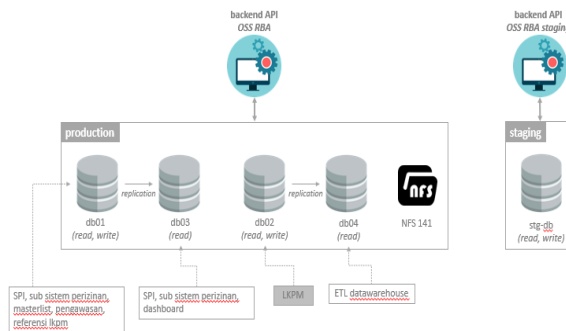 backend API
OSS RBA
backend API
OSS RBA staging
production
staging
replication
replication
nfs
db01
(read, write)
db03
(read)
db02
(read, write)
db04
(read)
NFS 141
stg-db
(read, write)
SPI, sub sistem perizinan,
masterlist, pengawasan,
referensi lkpm
SPI, sub sistem perizinan,
dashboard
LKPM
ETL datawarehouse